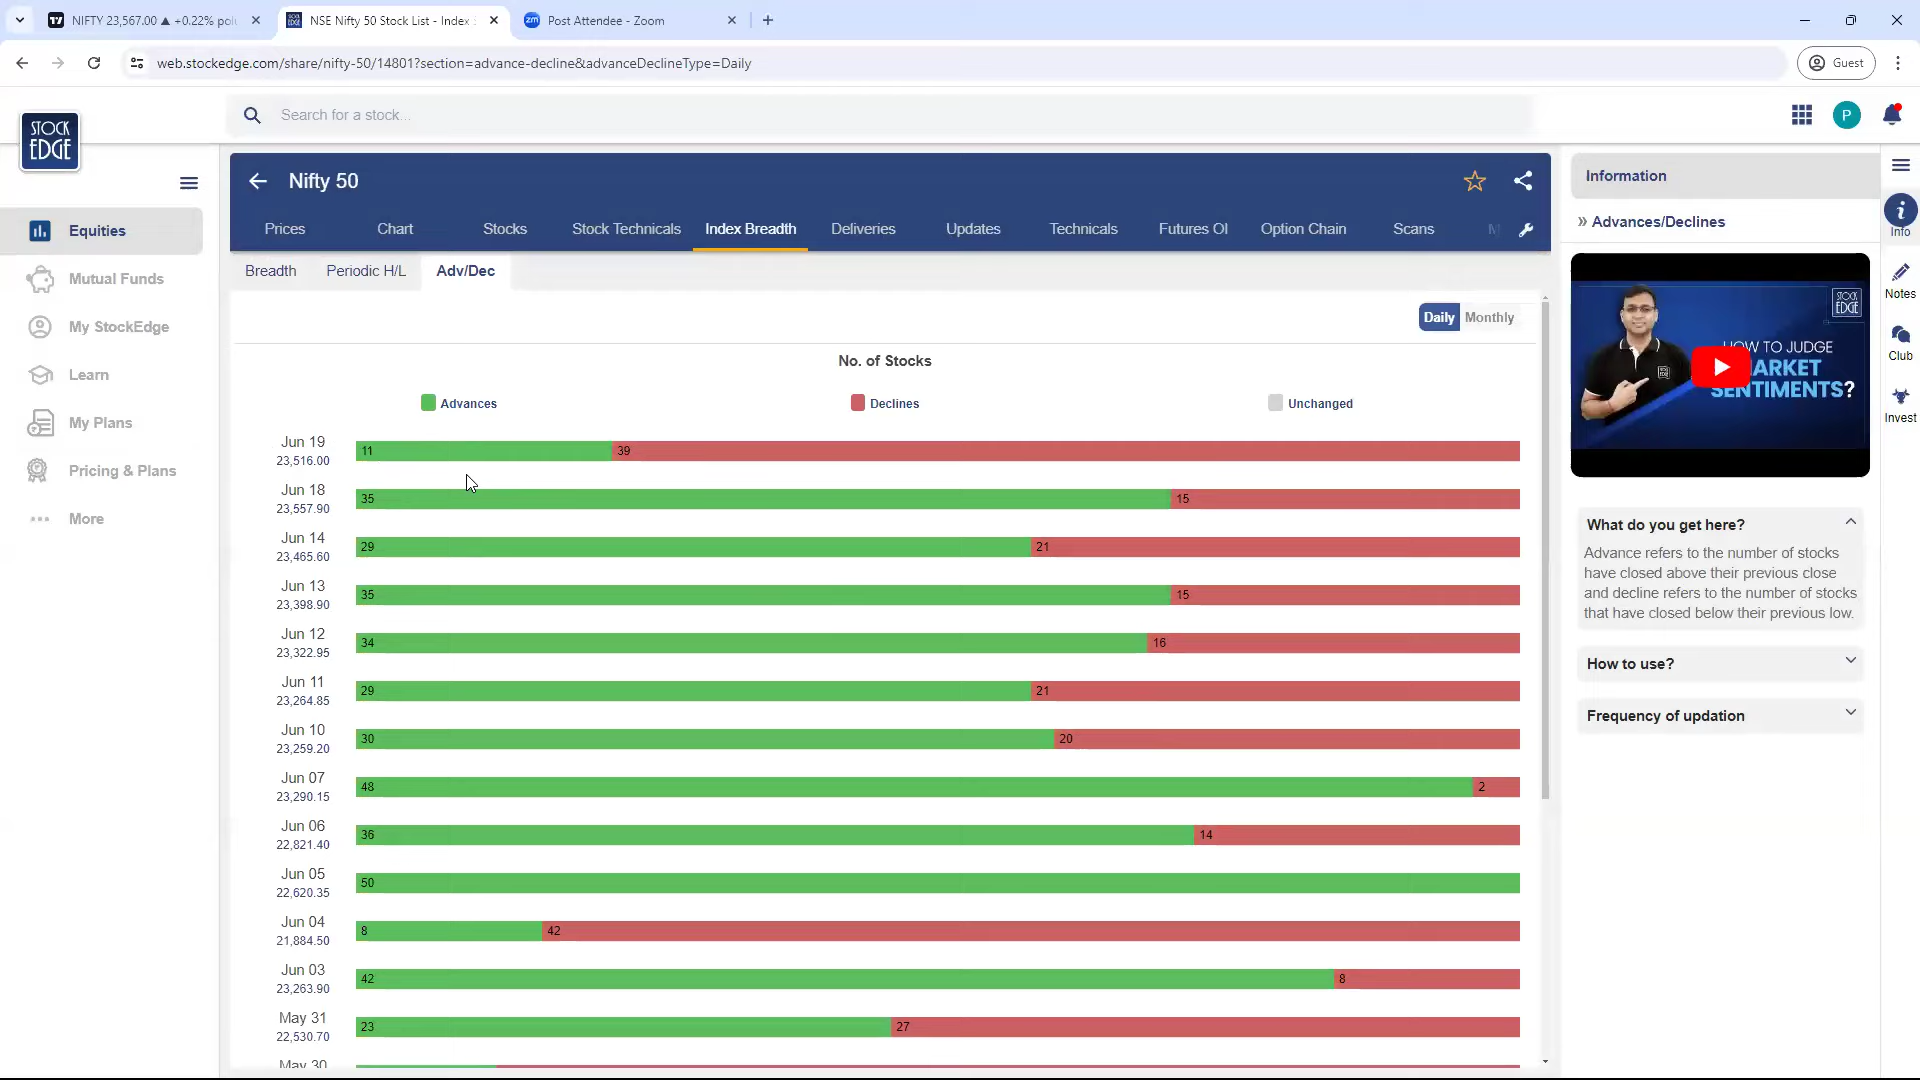 NIFTY 23,567.00 ▲ +0.22%
NSE Nifty 50 Stock List - Index
zm Post Attendee - Zoom
web.stockedge.com/share/nifty-50/14801?section=advance-decline&advanceDeclineType=Daily
Guest
STOCK EDGE
Search for a stock...
P
Nifty 50
Prices Chart Stocks Stock Technicals Index Breadth Deliveries Updates Technicals Futures OI Option Chain Scans M
Breadth Periodic H/L Adv/Dec
Equities
Mutual Funds
My StockEdge
Learn
My Plans
Pricing & Plans
More
Daily Monthly
No. of Stocks
Advances Declines Unchanged
Jun 19 11 39
23,516.00
Jun 18 35 15
23,557.90
Jun 14 29 21
23,465.60
Jun 13 35 15
23,398.90
Jun 12 34 16
23,322.95
Jun 11 29 21
23,264.85
Jun 10 30 20
23,259.20
Jun 07 48 2
23,290.15
Jun 06 36 14
22,821.40
Jun 05 50
22,620.35
Jun 04 8 42
21,884.50
Jun 03 42 8
23,263.90
May 31 23 27
22,530.70
May 30
Information
» Advances/Declines
STOCK EDGE
HOW TO JUDGE
MARKET
SENTIMENTS?
What do you get here?
Advance refers to the number of stocks
have closed above their previous close
and decline refers to the number of stocks
that have closed below their previous low.
How to use?
Frequency of updation
Info
Notes
Club
Invest